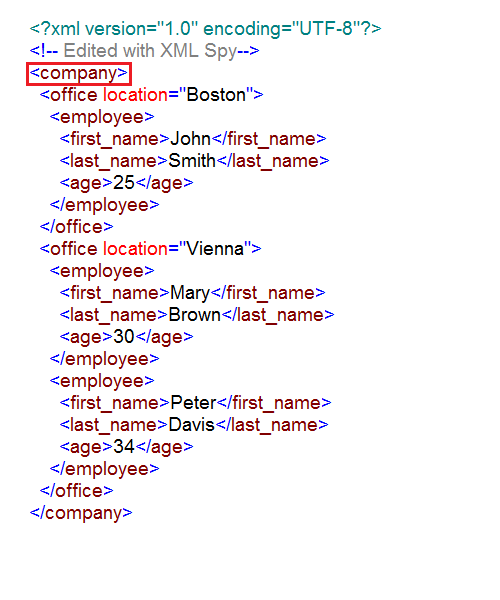 <?xml version="1.0" encoding="UTF-8"?>
<!-- Edited with XML Spy-->
<company>
<office location="Boston">
<employee>
<first_name>John</first_name>
<last_name>Smith</last_name>
<age>25</age>
</employee>
</office>
<office location="Vienna">
<employee>
<first_name>Mary</first_name>
<last_name>Brown</last_name>
<age>30</age>
</employee>
<employee>
<first_name>Peter</first_name>
<last_name>Davis</last_name>
<age>34</age>
</employee>
</office>
</company>